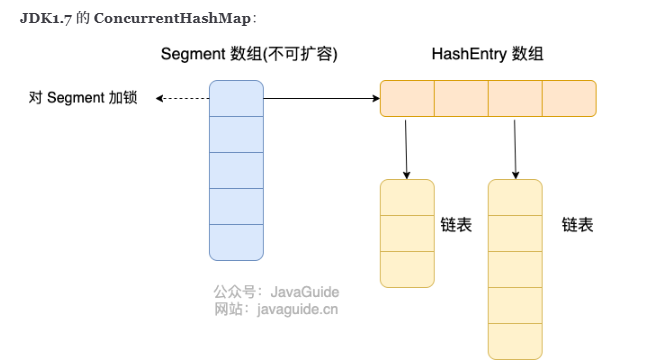 JDK1.7 的 ConcurrentHashMap：
Segment 数组(不可扩容)
HashEntry 数组
对 Segment 加锁
链表
链表
公众号：JavaGuide
网站：javaguide.cn